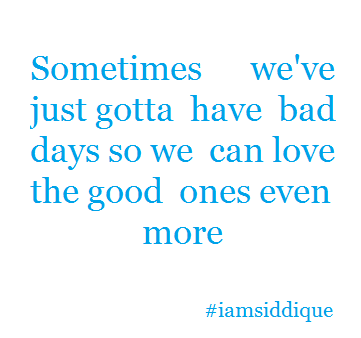 Sometimes we've
just gotta have bad
days so we can love
the good ones even
more
#iamsiddique